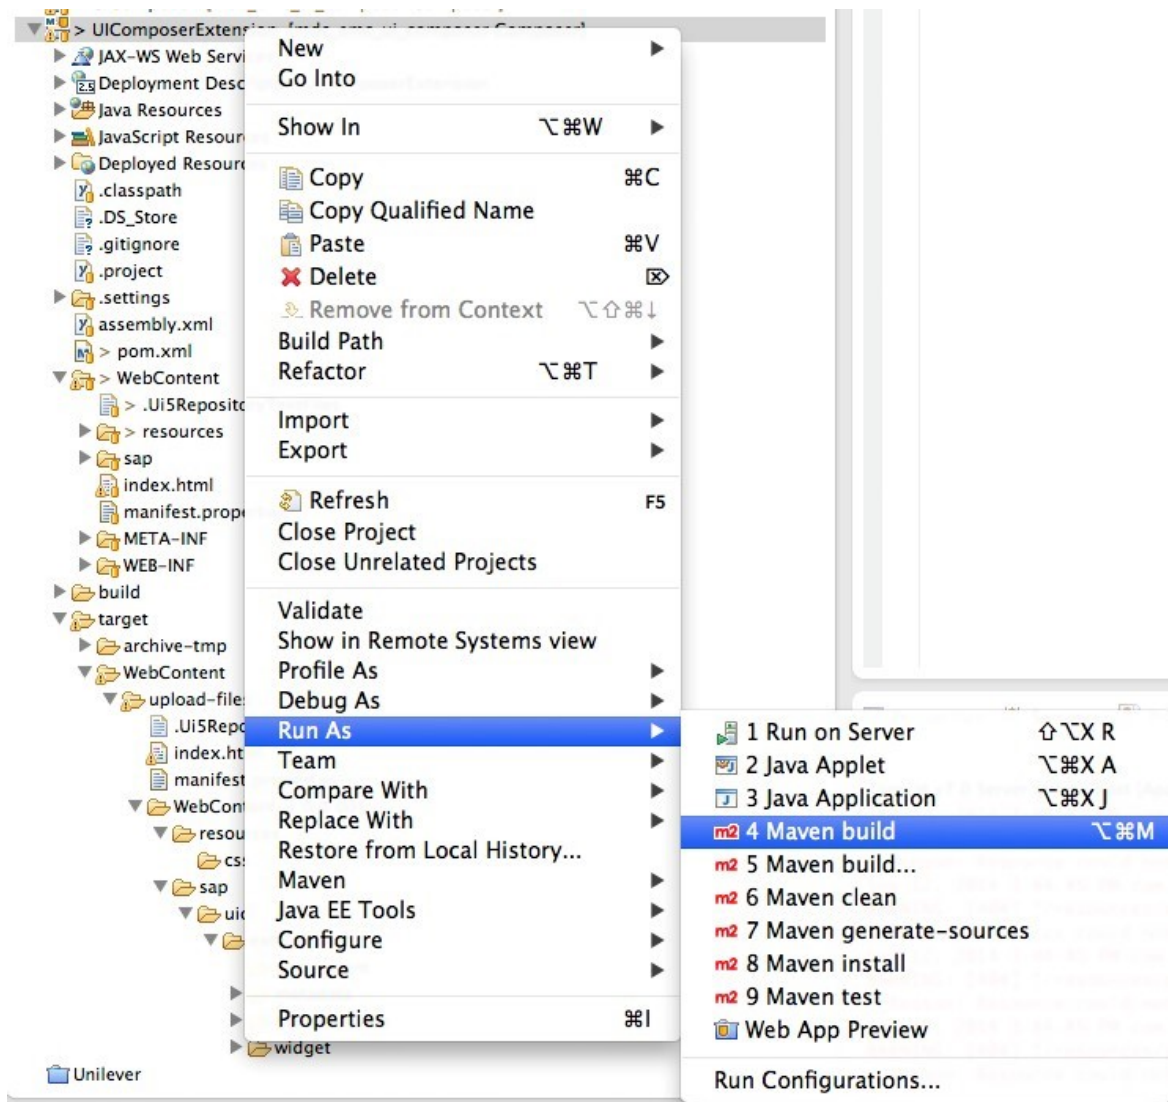 > UIComposerExtension
JAX-WS Web Servi
Deployment Desc
Java Resources
JavaScript Resour
Deployed Resour
.classpath
.DS_Store
.gitignore
.project
.settings
assembly.xml
> pom.xml
> WebContent
> .Ui5Reposito
> resources
sap
index.html
manifest.prope
META-INF
WEB-INF
build
target
archive-tmp
WebContent
upload-file
.Ui5Repo
index.ht
manifest
WebCon
resou
cs
sap
uic
widget
Unilever
New
Go Into
Show In ⌥⌘W
Copy ⌘C
Copy Qualified Name
Paste ⌘V
Delete ⌦
Remove from Context ⌥⇧⌘↓
Build Path
Refactor ⌥⌘T
Import
Export
Refresh F5
Close Project
Close Unrelated Projects
Validate
Show in Remote Systems view
Profile As
Debug As
Run As
Team
Compare With
Replace With
Restore from Local History...
Maven
Java EE Tools
Configure
Source
Properties ⌘I
1 Run on Server ⇧⌥X R
2 Java Applet ⌥⌘X A
3 Java Application ⌥⌘X J
m2 4 Maven build ⌥⌘M
m2 5 Maven build...
m2 6 Maven clean
m2 7 Maven generate-sources
m2 8 Maven install
m2 9 Maven test
Web App Preview
Run Configurations...